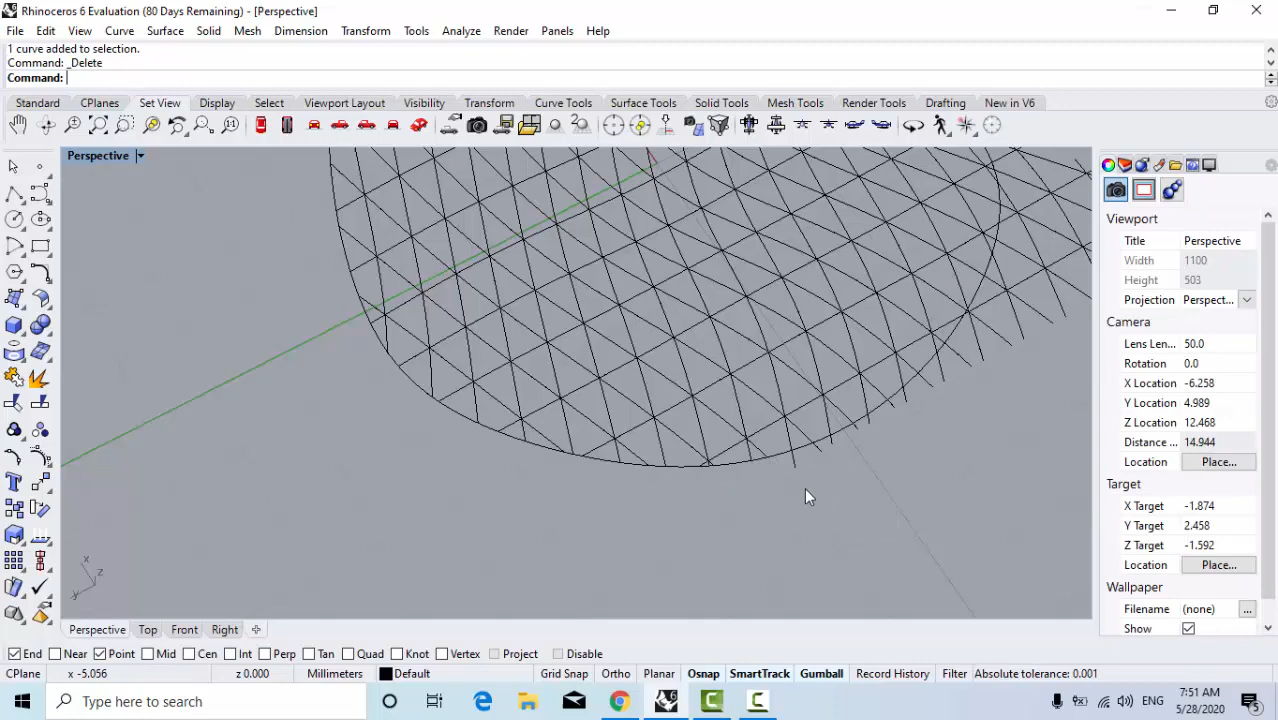 Rhinoceros 6 Evaluation (80 Days Remaining) - [Perspective]
File Edit View Curve Surface Solid Mesh Dimension Transform Tools Analyze Render Panels Help
1 curve added to selection.
Command: _Delete
Command:
Standard CPlanes Set View Display Select Viewport Layout Visibility Transform Curve Tools Surface Tools Solid Tools Mesh Tools Render Tools Drafting New in V6
Perspective
Viewport
Title Perspective
Width 1100
Height 503
Projection Perspect...
Camera
Lens Len... 50.0
Rotation 0.0
X Location -6.258
Y Location 4.989
Z Location 12.468
Distance ... 14.944
Location Place...
Target
X Target -1.874
Y Target 2.458
Z Target -1.592
Location Place...
Wallpaper
Filename (none) ...
Show
x
z
y
Perspective Top Front Right
End Near Point Mid Cen Int Perp Tan Quad Knot Vertex Project Disable
CPlane x -5.056 z 0.000 Millimeters Default Grid Snap Ortho Planar Osnap SmartTrack Gumball Record History Filter Absolute tolerance: 0.001
Type here to search
ENG
7:51 AM
5/28/2020
5